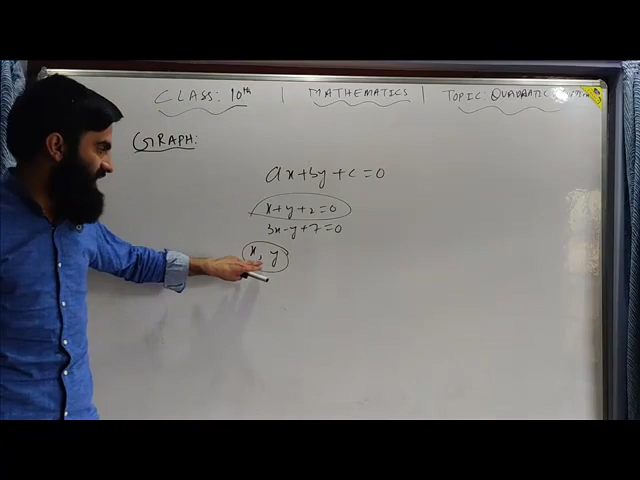 CLASS: 10th | MATHEMATICS | TOPIC: QUADRATIC
GRAPH:
ax+by+c=0
x+y+2=0
3x-y+7=0
x, y